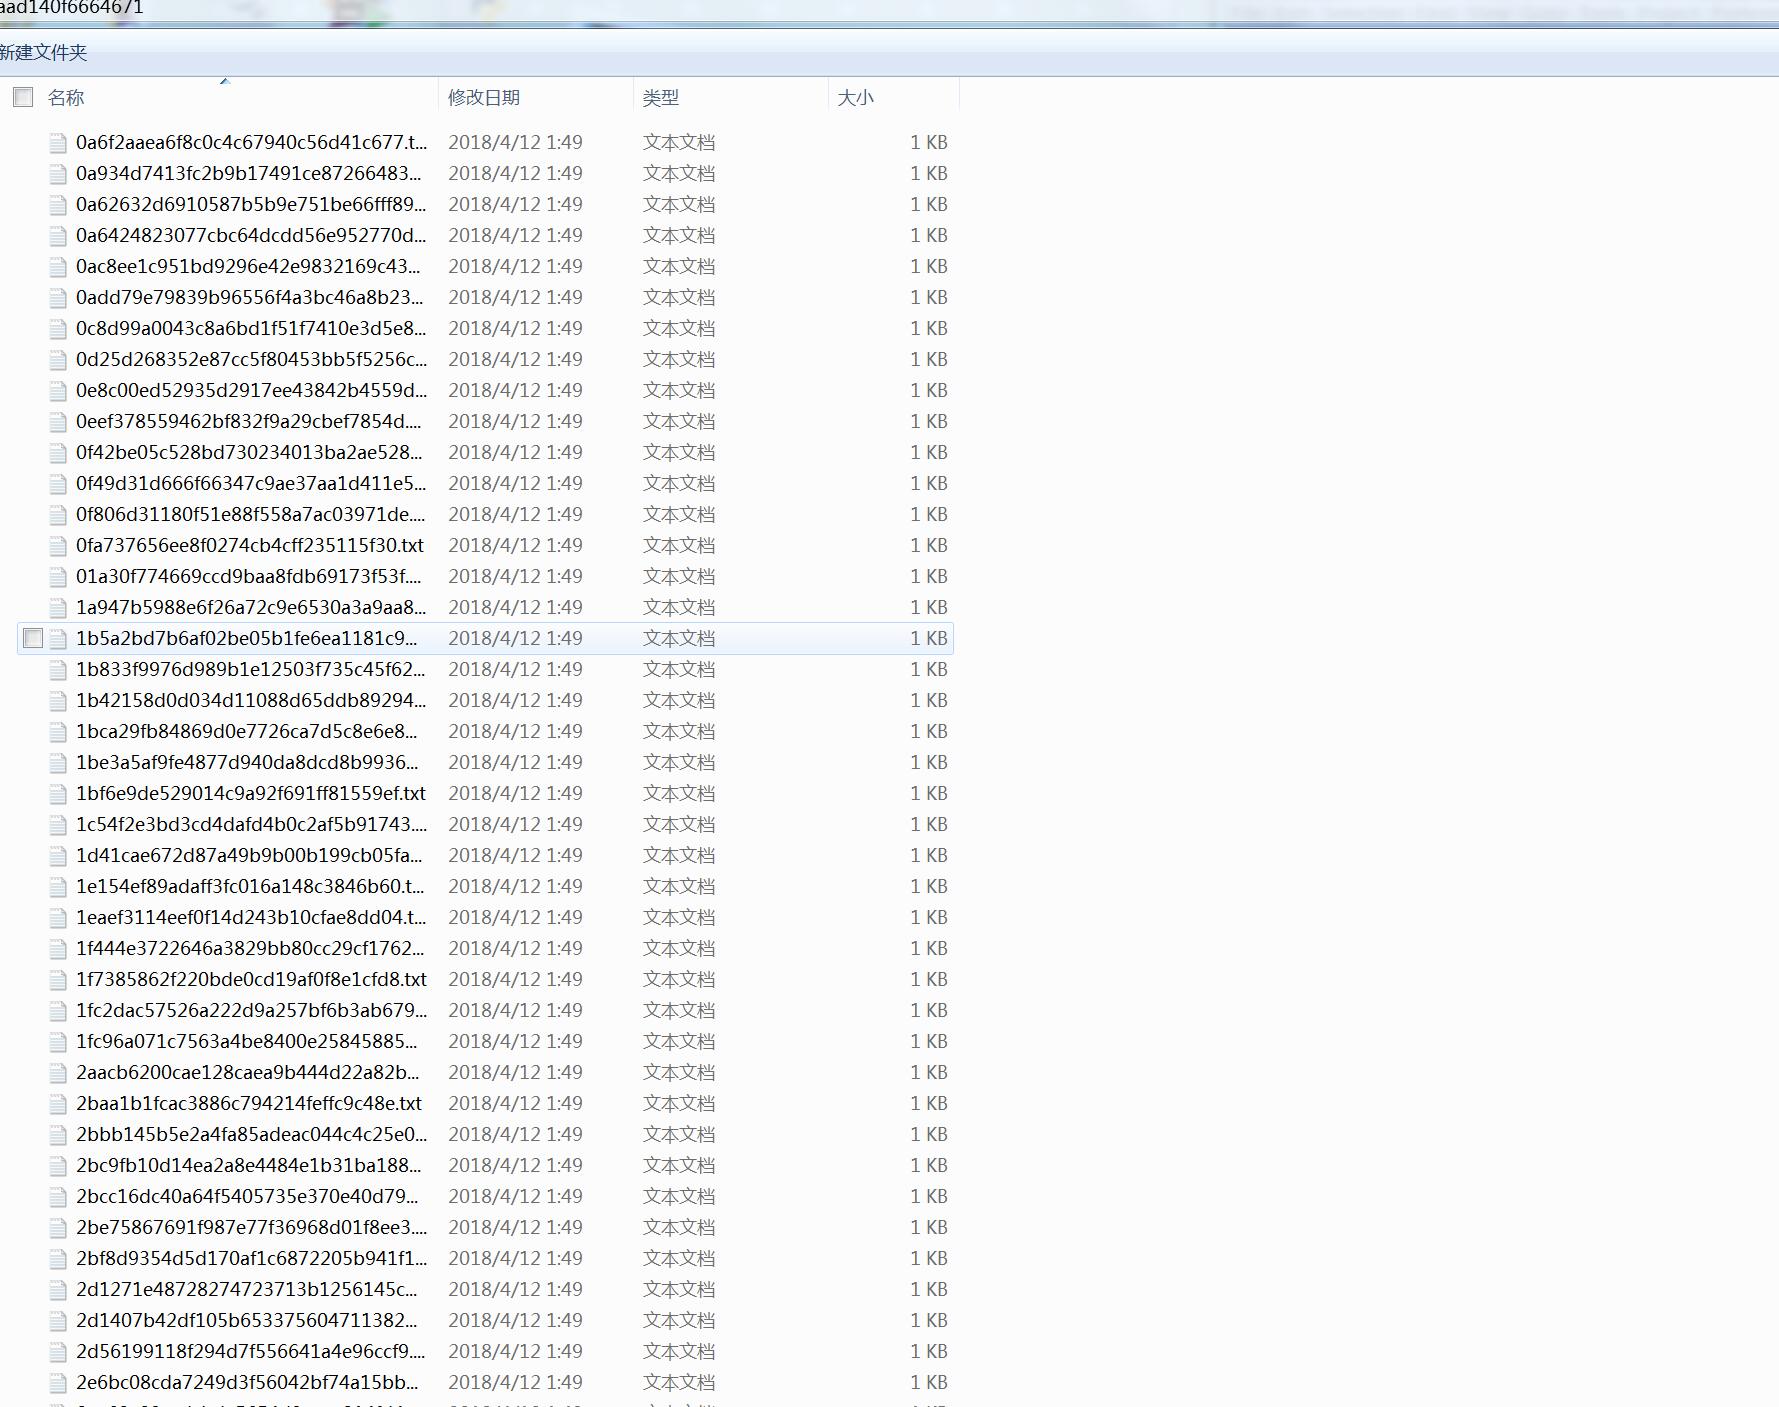 aad140f6664671
新建文件夹
名称 修改日期 类型 大小
0a6f2aaea6f8c0c4c67940c56d41c677.t... 2018/4/12 1:49 文本文档 1 KB
0a934d7413fc2b9b17491ce87266483... 2018/4/12 1:49 文本文档 1 KB
0a62632d6910587b5b9e751be66fff89... 2018/4/12 1:49 文本文档 1 KB
0a6424823077cbc64dcdd56e952770d... 2018/4/12 1:49 文本文档 1 KB
0ac8ee1c951bd9296e42e9832169c43... 2018/4/12 1:49 文本文档 1 KB
0add79e79839b96556f4a3bc46a8b23... 2018/4/12 1:49 文本文档 1 KB
0c8d99a0043c8a6bd1f51f7410e3d5e8... 2018/4/12 1:49 文本文档 1 KB
0d25d268352e87cc5f80453bb5f5256c... 2018/4/12 1:49 文本文档 1 KB
0e8c00ed52935d2917ee43842b4559d... 2018/4/12 1:49 文本文档 1 KB
0eef378559462bf832f9a29cbef7854d.... 2018/4/12 1:49 文本文档 1 KB
0f42be05c528bd730234013ba2ae528... 2018/4/12 1:49 文本文档 1 KB
0f49d31d666f66347c9ae37aa1d411e5... 2018/4/12 1:49 文本文档 1 KB
0f806d31180f51e88f558a7ac03971de.... 2018/4/12 1:49 文本文档 1 KB
0fa737656ee8f0274cb4cff235115f30.txt 2018/4/12 1:49 文本文档 1 KB
01a30f774669ccd9baa8fdb69173f53f.... 2018/4/12 1:49 文本文档 1 KB
1a947b5988e6f26a72c9e6530a3a9aa8... 2018/4/12 1:49 文本文档 1 KB
1b5a2bd7b6af02be05b1fe6ea1181c9... 2018/4/12 1:49 文本文档 1 KB
1b833f9976d989b1e12503f735c45f62... 2018/4/12 1:49 文本文档 1 KB
1b42158d0d034d11088d65ddb89294... 2018/4/12 1:49 文本文档 1 KB
1bca29fb84869d0e7726ca7d5c8e6e8... 2018/4/12 1:49 文本文档 1 KB
1be3a5af9fe4877d940da8dcd8b9936... 2018/4/12 1:49 文本文档 1 KB
1bf6e9de529014c9a92f691ff81559ef.txt 2018/4/12 1:49 文本文档 1 KB
1c54f2e3bd3cd4dafd4b0c2af5b91743.... 2018/4/12 1:49 文本文档 1 KB
1d41cae672d87a49b9b00b199cb05fa... 2018/4/12 1:49 文本文档 1 KB
1e154ef89adaff3fc016a148c3846b60.t... 2018/4/12 1:49 文本文档 1 KB
1eaef3114eef0f14d243b10cfae8dd04.t... 2018/4/12 1:49 文本文档 1 KB
1f444e3722646a3829bb80cc29cf1762... 2018/4/12 1:49 文本文档 1 KB
1f7385862f220bde0cd19af0f8e1cfd8.txt 2018/4/12 1:49 文本文档 1 KB
1fc2dac57526a222d9a257bf6b3ab679... 2018/4/12 1:49 文本文档 1 KB
1fc96a071c7563a4be8400e25845885... 2018/4/12 1:49 文本文档 1 KB
2aacb6200cae128caea9b444d22a82b... 2018/4/12 1:49 文本文档 1 KB
2baa1b1fcac3886c794214feffc9c48e.txt 2018/4/12 1:49 文本文档 1 KB
2bbb145b5e2a4fa85adeac044c4c25e0... 2018/4/12 1:49 文本文档 1 KB
2bc9fb10d14ea2a8e4484e1b31ba188... 2018/4/12 1:49 文本文档 1 KB
2bcc16dc40a64f5405735e370e40d79... 2018/4/12 1:49 文本文档 1 KB
2be75867691f987e77f36968d01f8ee3.... 2018/4/12 1:49 文本文档 1 KB
2bf8d9354d5d170af1c6872205b941f1... 2018/4/12 1:49 文本文档 1 KB
2d1271e48728274723713b1256145c... 2018/4/12 1:49 文本文档 1 KB
2d1407b42df105b653375604711382... 2018/4/12 1:49 文本文档 1 KB
2d56199118f294d7f556641a4e96ccf9.... 2018/4/12 1:49 文本文档 1 KB
2e6bc08cda7249d3f56042bf74a15bb... 2018/4/12 1:49 文本文档 1 KB